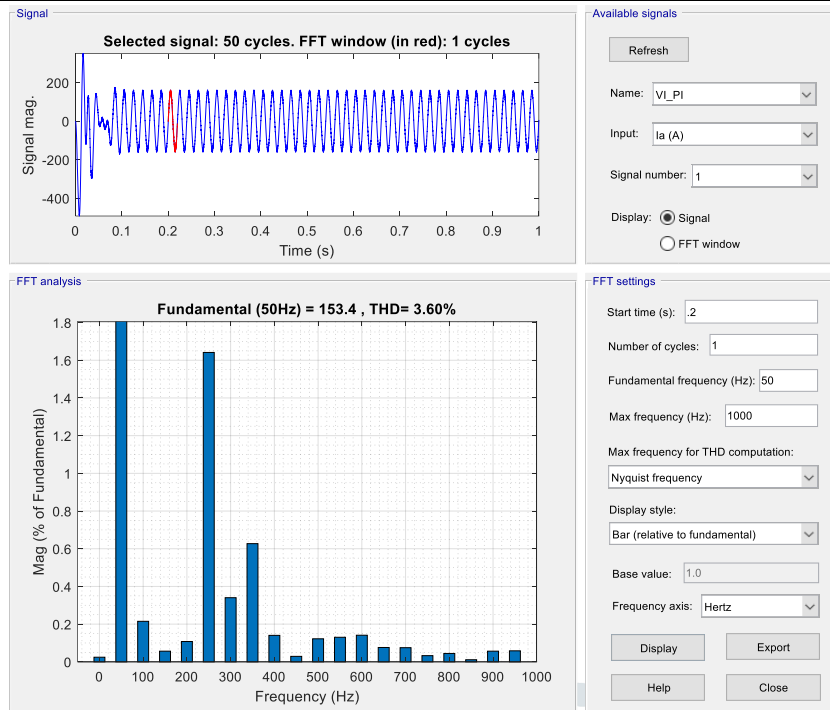 Signal
Selected signal: 50 cycles. FFT window (in red): 1 cycles
200
0
-200
-400
Signal mag.
0 0.1 0.2 0.3 0.4 0.5 0.6 0.7 0.8 0.9 1
Time (s)
Available signals
Refresh
Name: VI_PI
Input: Ia (A)
Signal number: 1
Display: Signal
FFT window
FFT analysis
Fundamental (50Hz) = 153.4 , THD= 3.60%
1.8
1.6
1.4
1.2
1
0.8
0.6
0.4
0.2
0
Mag (% of Fundamental)
0 100 200 300 400 500 600 700 800 900 1000
Frequency (Hz)
FFT settings
Start time (s): .2
Number of cycles: 1
Fundamental frequency (Hz): 50
Max frequency (Hz): 1000
Max frequency for THD computation:
Nyquist frequency
Display style:
Bar (relative to fundamental)
Base value: 1.0
Frequency axis: Hertz
Display Export
Help Close